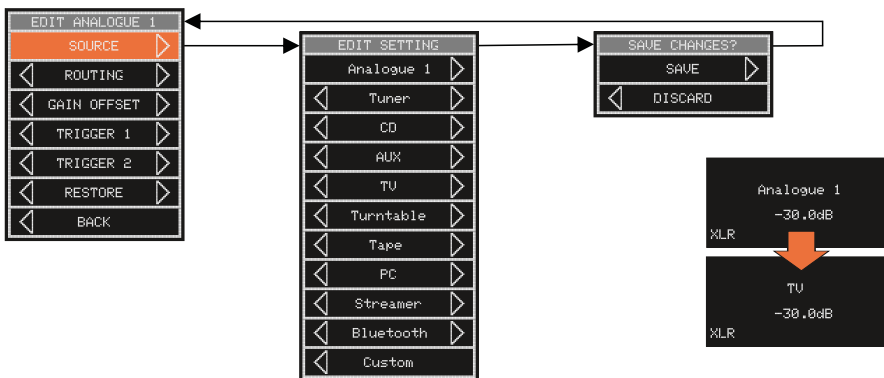 EDIT ANALOGUE 1
SOURCE
ROUTING
GAIN OFFSET
TRIGGER 1
TRIGGER 2
RESTORE
BACK
EDIT SETTING
Analogue 1
Tuner
CD
AUX
TV
Turntable
Tape
PC
Streamer
Bluetooth
Custom
SAVE CHANGES?
SAVE
DISCARD
Analogue 1
-30.0dB
XLR
TV
-30.0dB
XLR